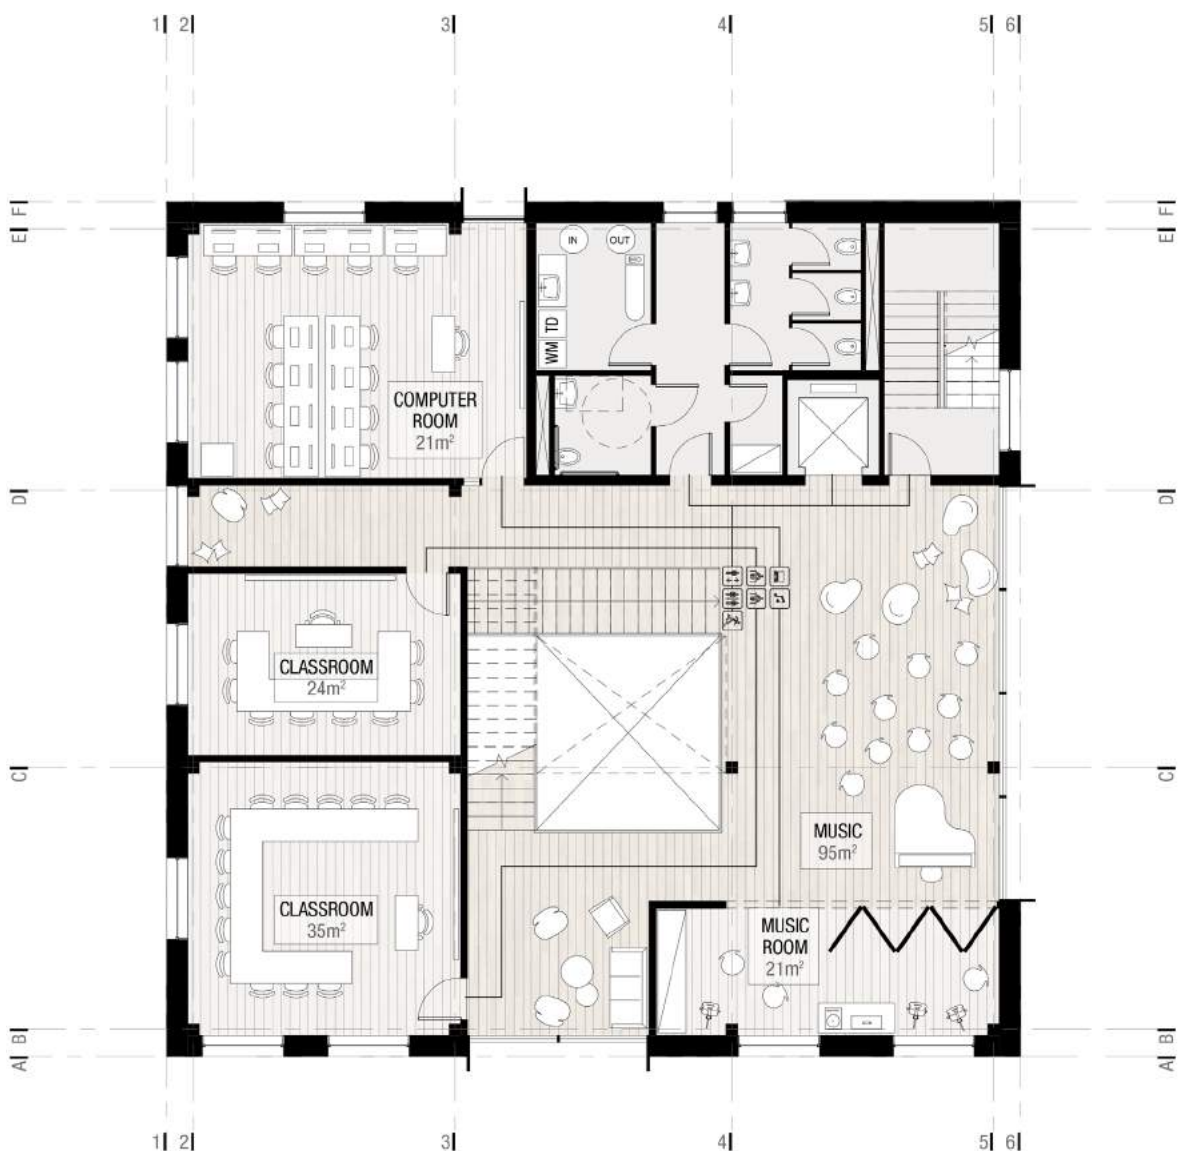 1 2 3 4 5 6
F F
E E
IN OUT
TD
WM
COMPUTER
ROOM
21m²
D D
CLASSROOM
24m²
C C
MUSIC
95m²
CLASSROOM
35m²
MUSIC
ROOM
21m²
B B
A A
1 2 3 4 5 6